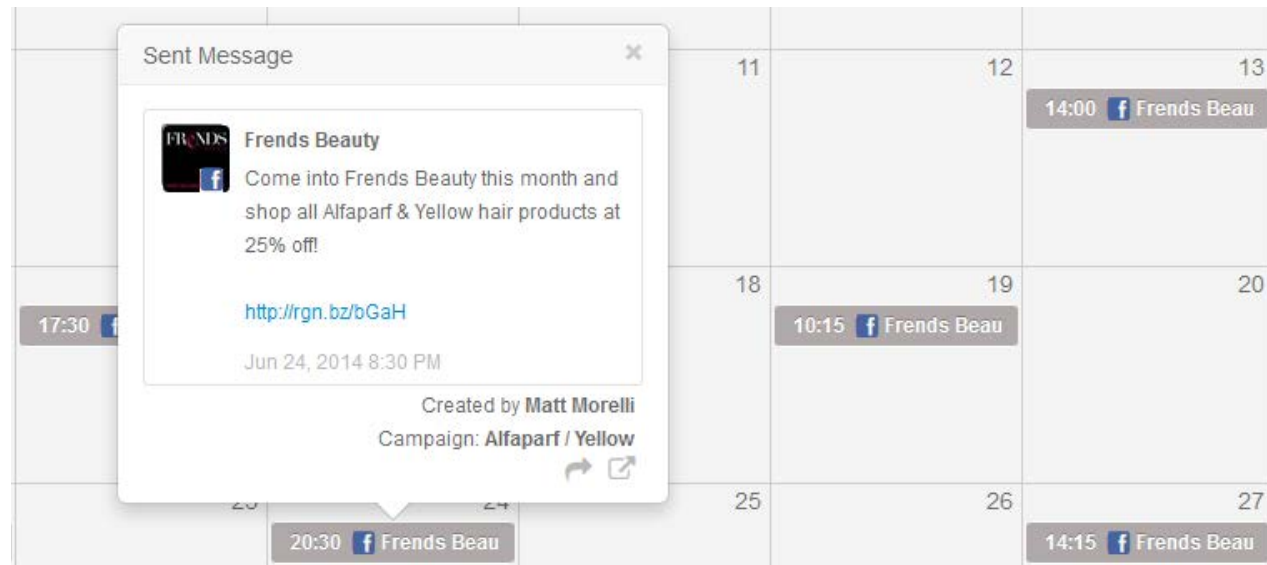 Sent Message ×
11 12 13
14:00 f Frends Beau
FRENDS
f
Frends Beauty
Come into Frends Beauty this month and
shop all Alfaparf & Yellow hair products at
25% off!
http://rgn.bz/bGaH
Jun 24, 2014 8:30 PM
18 19 20
17:30 f
10:15 f Frends Beau
Created by Matt Morelli
Campaign: Alfaparf / Yellow
23 24 25 26 27
20:30 f Frends Beau
14:15 f Frends Beau